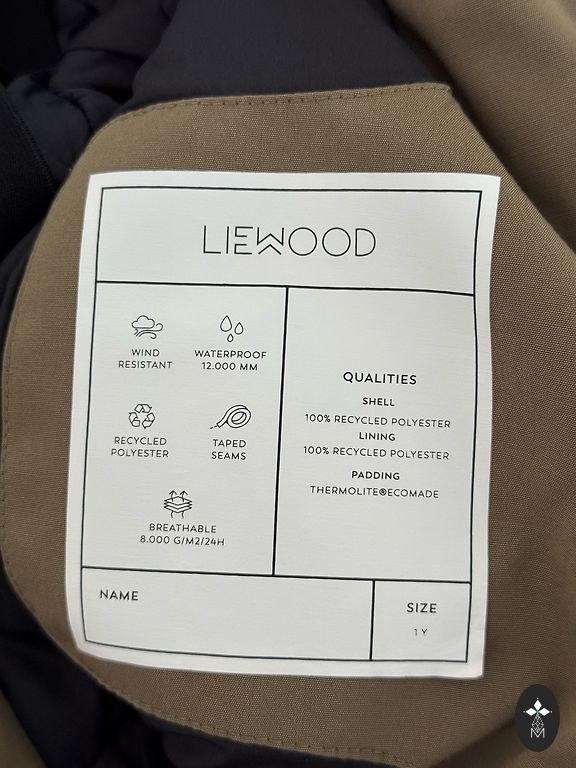 LIEWOOD
WIND
RESISTANT
WATERPROOF
12.000 MM
RECYCLED
POLYESTER
TAPED
SEAMS
BREATHABLE
8.000 G/M2/24H
QUALITIES
SHELL
100% RECYCLED POLYESTER
LINING
100% RECYCLED POLYESTER
PADDING
THERMOLITE®ECOMADE
NAME
SIZE
1 Y
M